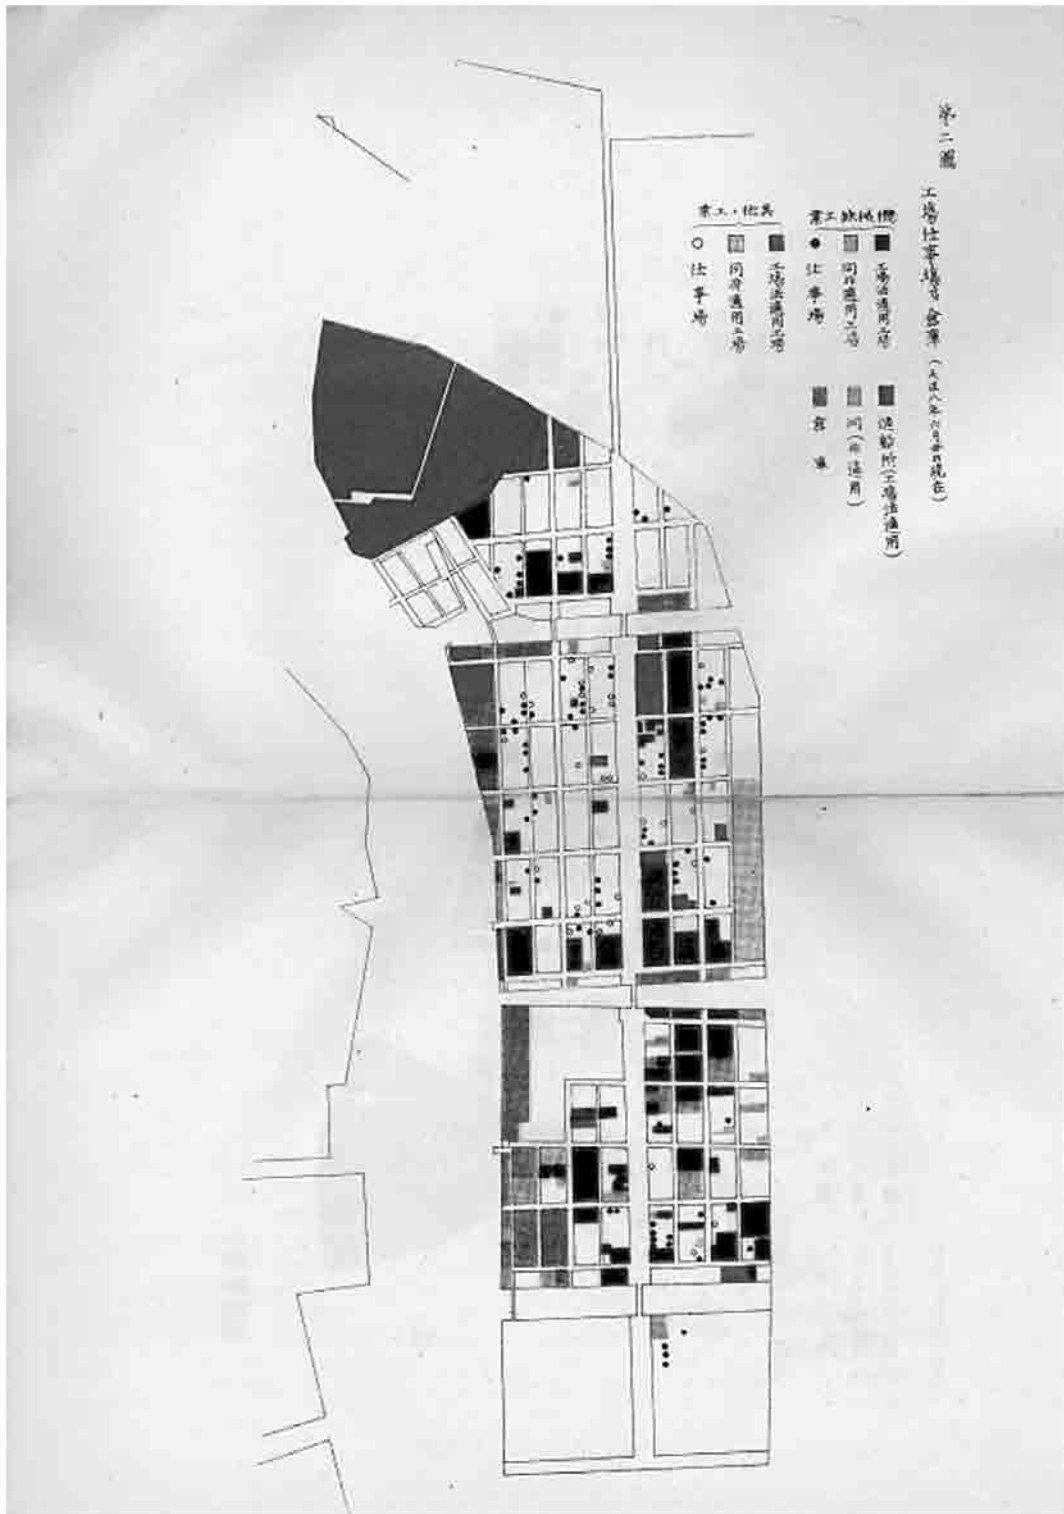 第二圖
工場仕事場及倉庫(大正八年六月廿日現在)
機械鉄工業
工場法適用工場
同非適用工場
仕事場
造船所(工場法適用)
同(非適用)
倉庫
其他・工業
工場法適用工場
同非適用工場
仕事場